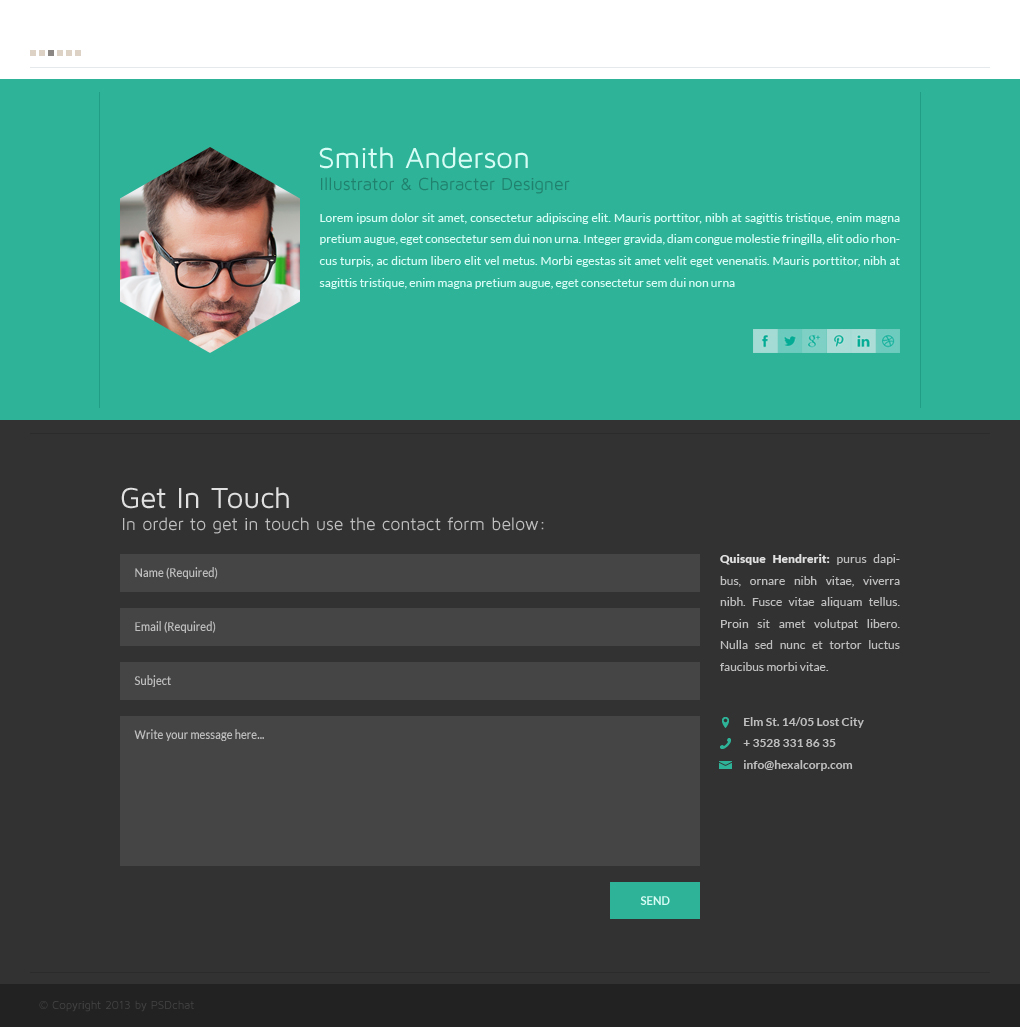 Smith Anderson
Illustrator & Character Designer
Lorem ipsum dolor sit amet, consectetur adipiscing elit. Mauris porttitor, nibh at sagittis tristique, enim magna
pretium augue, eget consectetur sem dui non urna. Integer gravida, diam congue molestie fringilla, elit odio rhon-
cus turpis, ac dictum libero elit vel metus. Morbi egestas sit amet velit eget venenatis. Mauris porttitor, nibh at
sagittis tristique, enim magna pretium augue, eget consectetur sem dui non urna
Get In Touch
In order to get in touch use the contact form below:
Name (Required)
Email (Required)
Subject
Write your message here...
SEND
Quisque Hendrerit: purus dapi-
bus, ornare nibh vitae, viverra
nibh. Fusce vitae aliquam tellus.
Proin sit amet volutpat libero.
Nulla sed nunc et tortor luctus
faucibus morbi vitae.
Elm St. 14/05 Lost City
+ 3528 331 86 35
info@hexalcorp.com
© Copyright 2013 by PSDchat